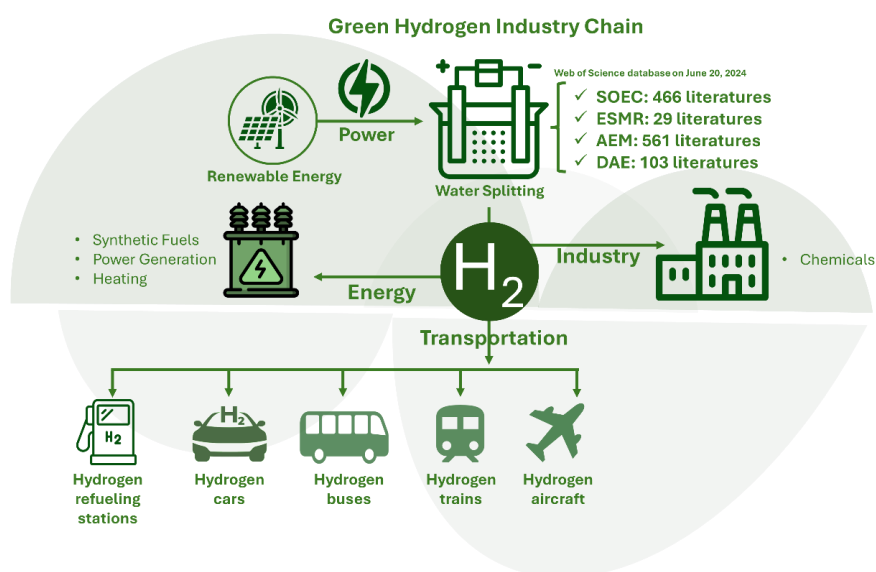 Green Hydrogen Industry Chain
Web of Science database on June 20, 2024
✓ SOEC: 466 literatures
✓ ESMR: 29 literatures
✓ AEM: 561 literatures
✓ DAE: 103 literatures
+ −
Power
Renewable Energy
Water Splitting
• Synthetic Fuels
• Power Generation
• Heating
Energy
H2
Industry
• Chemicals
Transportation
H2
H2
Hydrogen
refueling
stations
Hydrogen
cars
Hydrogen
buses
Hydrogen
trains
Hydrogen
aircraft